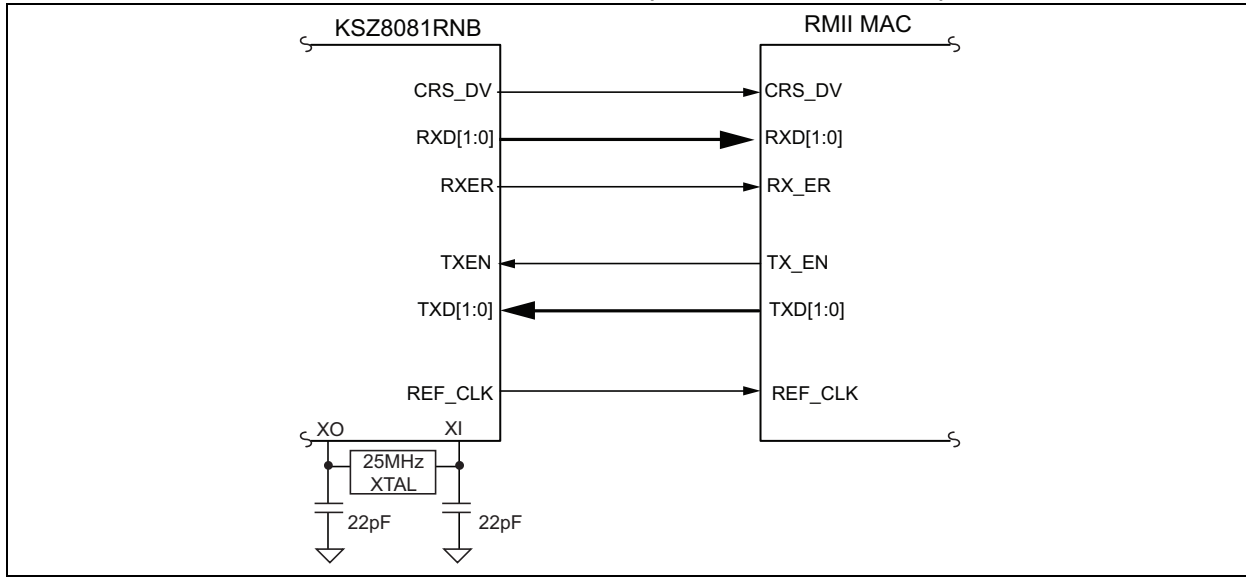 KSZ8081RNB RMII MAC
CRS_DV CRS_DV
RXD[1:0] RXD[1:0]
RXER RX_ER
TXEN TX_EN
TXD[1:0] TXD[1:0]
REF_CLK REF_CLK
XO XI
25MHz
XTAL
22pF 22pF